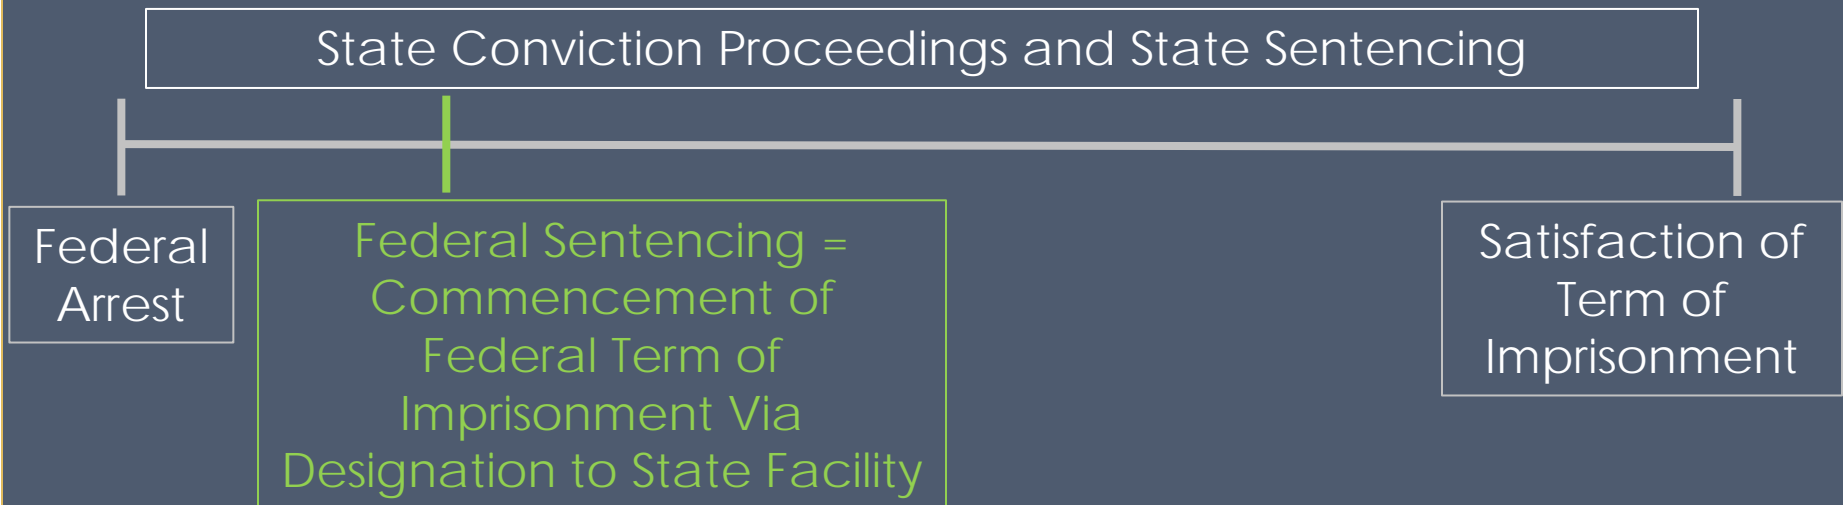 State Conviction Proceedings and State Sentencing
Federal
Arrest
Federal Sentencing =
Commencement of
Federal Term of
Imprisonment Via
Designation to State Facility
Satisfaction of
Term of
Imprisonment